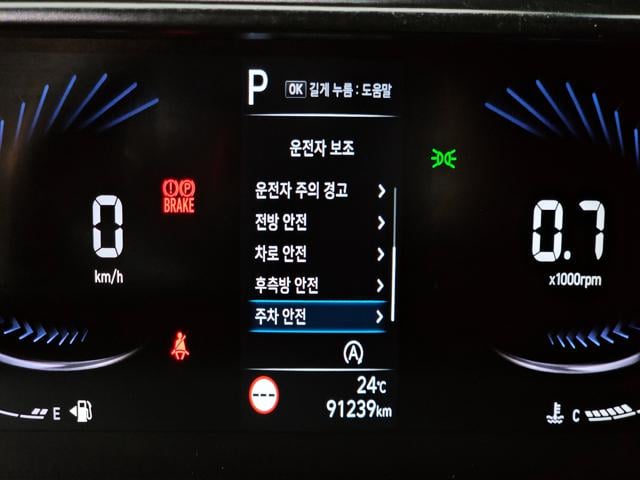 P OK 길게 누름 : 도움말
운전자 보조
운전자 주의 경고
전방 안전
차로 안전
후측방 안전
주차 안전
P
BRAKE
0
km/h
0.7
x1000rpm
A
24℃
91239km
E
C